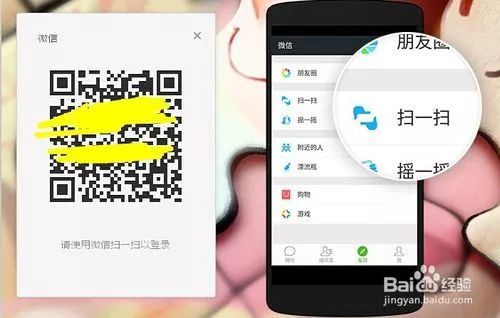 微信
×
请使用微信扫一扫以登录
微信
朋友圈
扫一扫
摇一摇
附近的人
漂流瓶
购物
游戏
微信
通讯录
发现
我
朋友圈
扫一扫
摇一摇
Baidu经验
jingyan.baidu.com